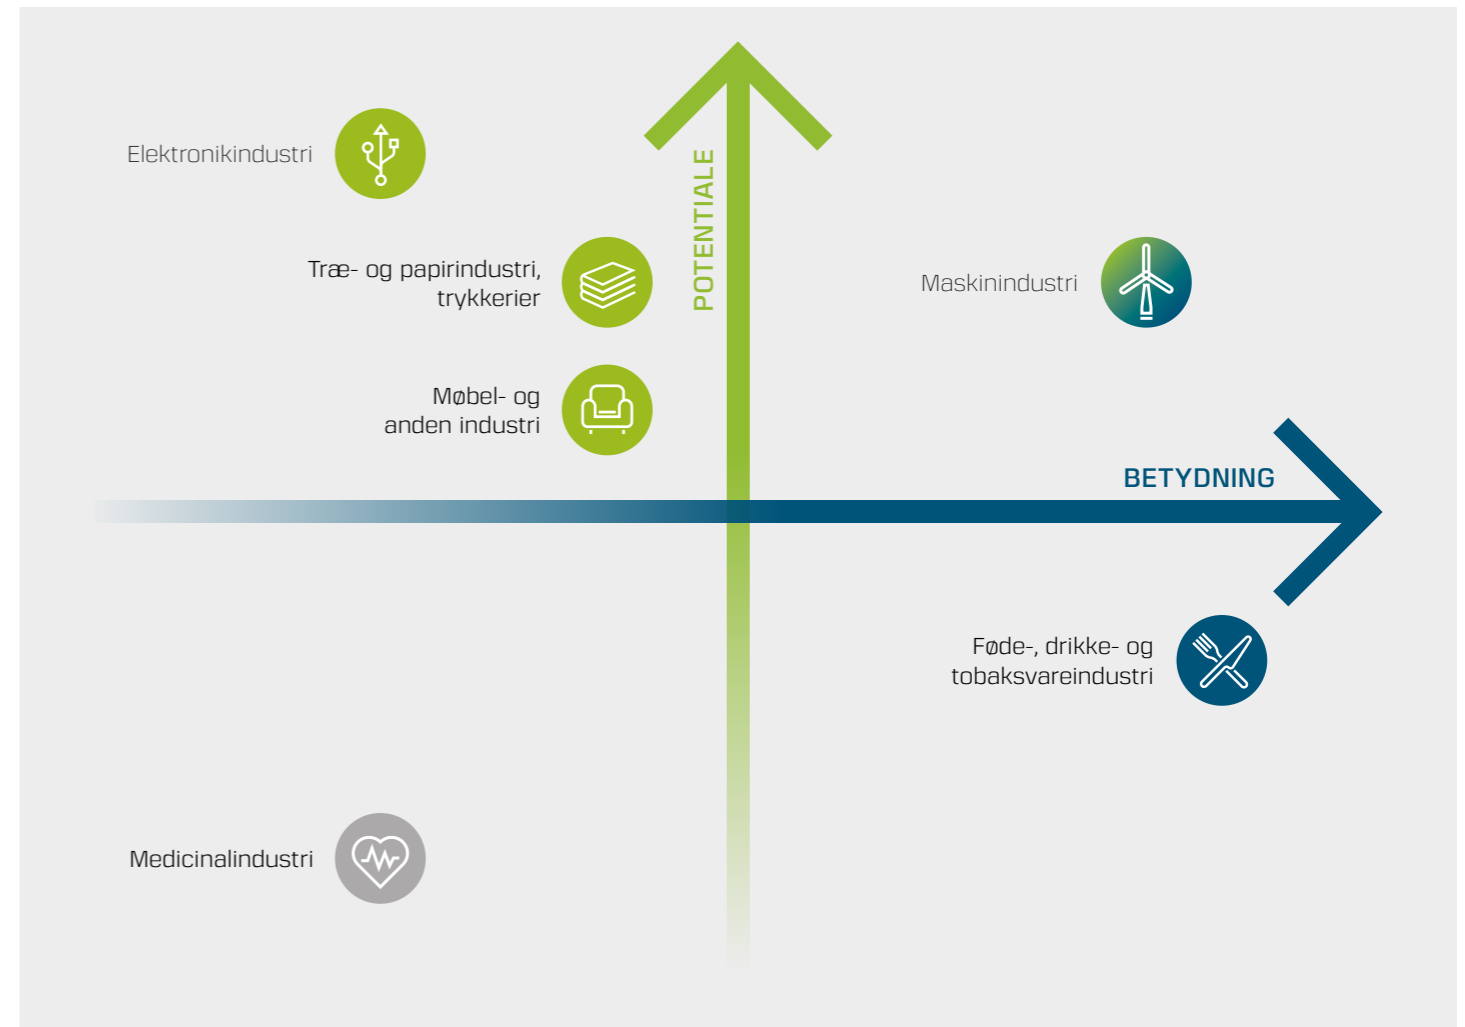 Elektronikindustri
POTENTIALE
Træ- og papirindustri,
trykkerier
Maskinindustri
Møbel- og
anden industri
BETYDNING
Føde-, drikke- og
tobaksvareindustri
Medicinalindustri